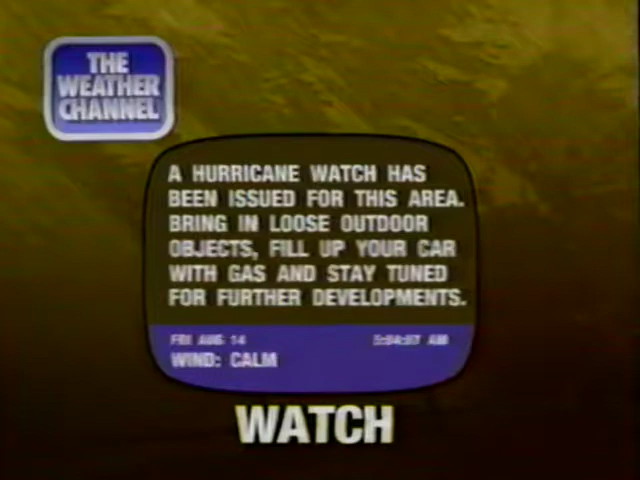 THE
WEATHER
CHANNEL
A HURRICANE WATCH HAS
BEEN ISSUED FOR THIS AREA.
BRING IN LOOSE OUTDOOR
OBJECTS, FILL UP YOUR CAR
WITH GAS AND STAY TUNED
FOR FURTHER DEVELOPMENTS.
FRI AUG 14 AM
WIND: CALM
WATCH